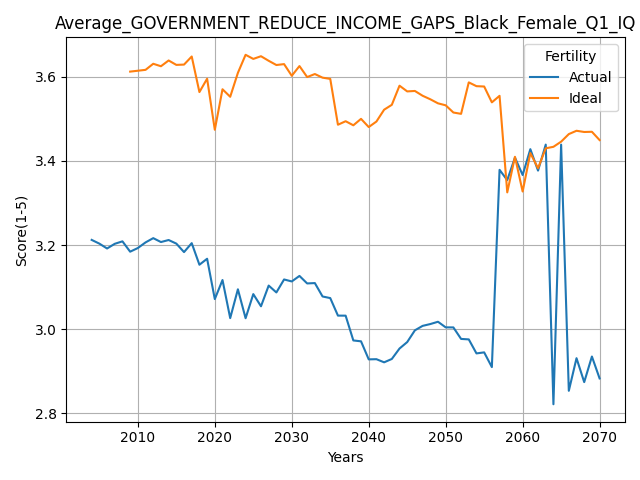 Average_GOVERNMENT_REDUCE_INCOME_GAPS_Black_Female_Q1_IQ
Fertility
Actual
Ideal
Score(1-5)
3.6
3.4
3.2
3.0
2.8
2010 2020 2030 2040 2050 2060 2070
Years